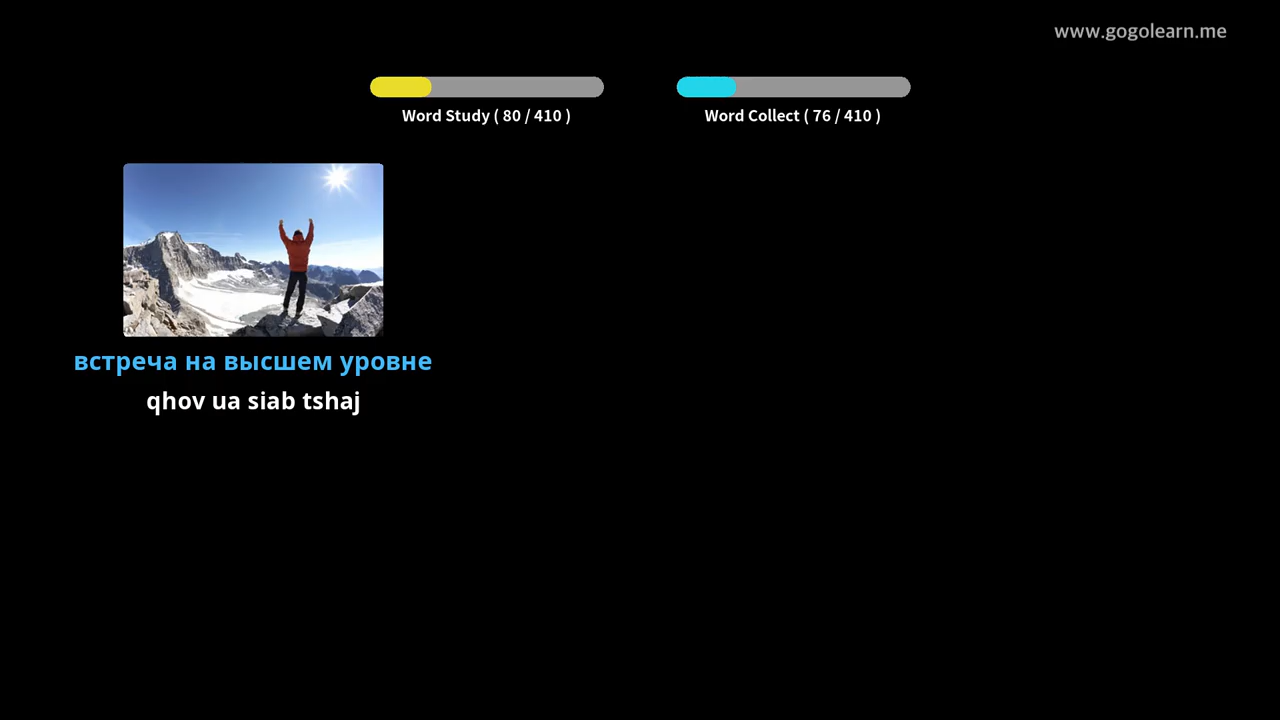 www.gogolearn.me
Word Study ( 80 / 410 )
Word Collect ( 76 / 410 )
встреча на высшем уровне
qhov ua siab tshaj